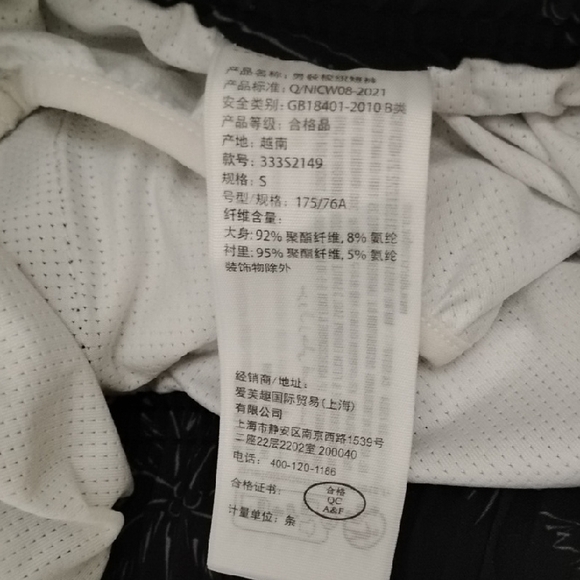 产品名称: 男装梭织短裤
产品标准: Q/NICW08-2021
安全类别: GB18401-2010 B类
产品等级: 合格品
产地: 越南
款号: 333S2149
规格: S
号型/规格: 175/76A
纤维含量:
大身: 92% 聚酯纤维, 8% 氨纶
衬里: 95% 聚酯纤维, 5% 氨纶
装饰物除外
经销商/地址:
爱芙趣国际贸易(上海)
有限公司
上海市静安区南京西路1539号
二座22层2202室 200040
电话: 400-120-1186
合格证书:
合格
QC
A&F
计量单位: 条